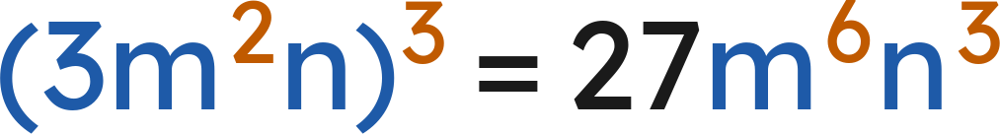 (3m²n)³ = 27m⁶n³